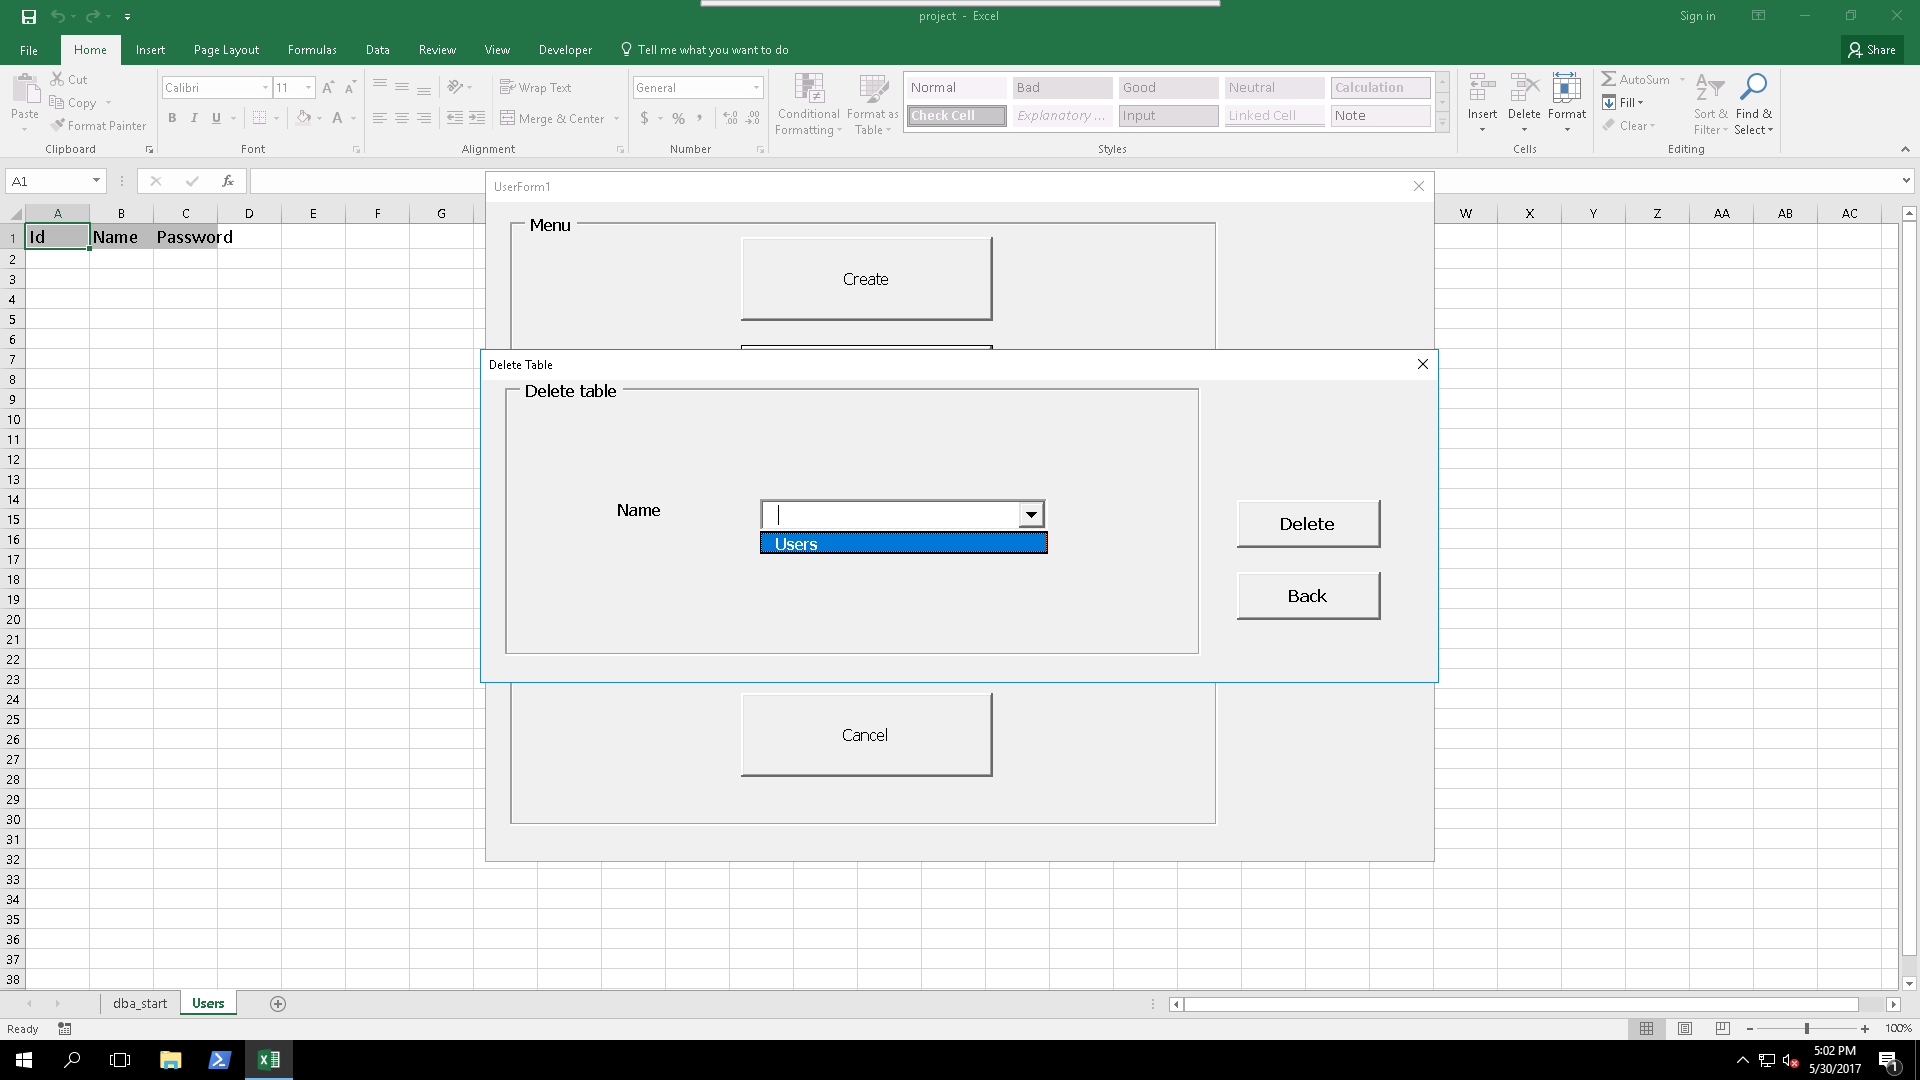 project - Excel
Sign in
File Home Insert Page Layout Formulas Data Review View Developer Tell me what you want to do
Share
Paste
Cut
Copy
Format Painter
Clipboard
Calibri 11
B I U
Font
Wrap Text
Merge & Center
Alignment
General
$ % ,
Number
Conditional Formatting
Format as Table
Normal Bad Good Neutral Calculation
Check Cell Explanatory ... Input Linked Cell Note
Styles
Insert Delete Format
Cells
AutoSum
Fill
Clear
Sort & Filter
Find & Select
Editing
A1
fx
A B C D E F G W X Y Z AA AB AC
1 Id Name Password
2
3
4
5
6
7
8
9
10
11
12
13
14
15
16
17
18
19
20
21
22
23
24
25
26
27
28
29
30
31
32
33
34
35
36
37
38
UserForm1
Menu
Create
Delete Table
Delete table
Name
Users
Delete
Back
Cancel
dba_start Users
Ready
100%
5:02 PM
5/30/2017
1